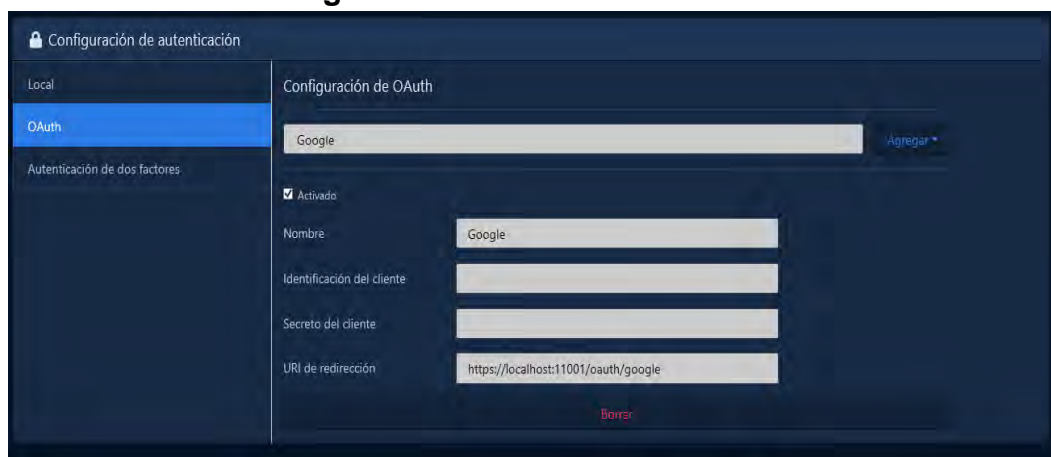 Configuración de autenticación
Local
OAuth
Autenticación de dos factores
Configuración de OAuth
Google
Agregar
Activado
Nombre
Google
Identificación del cliente
Secreto del cliente
URI de redirección
https://localhost:11001/oauth/google
Borrar